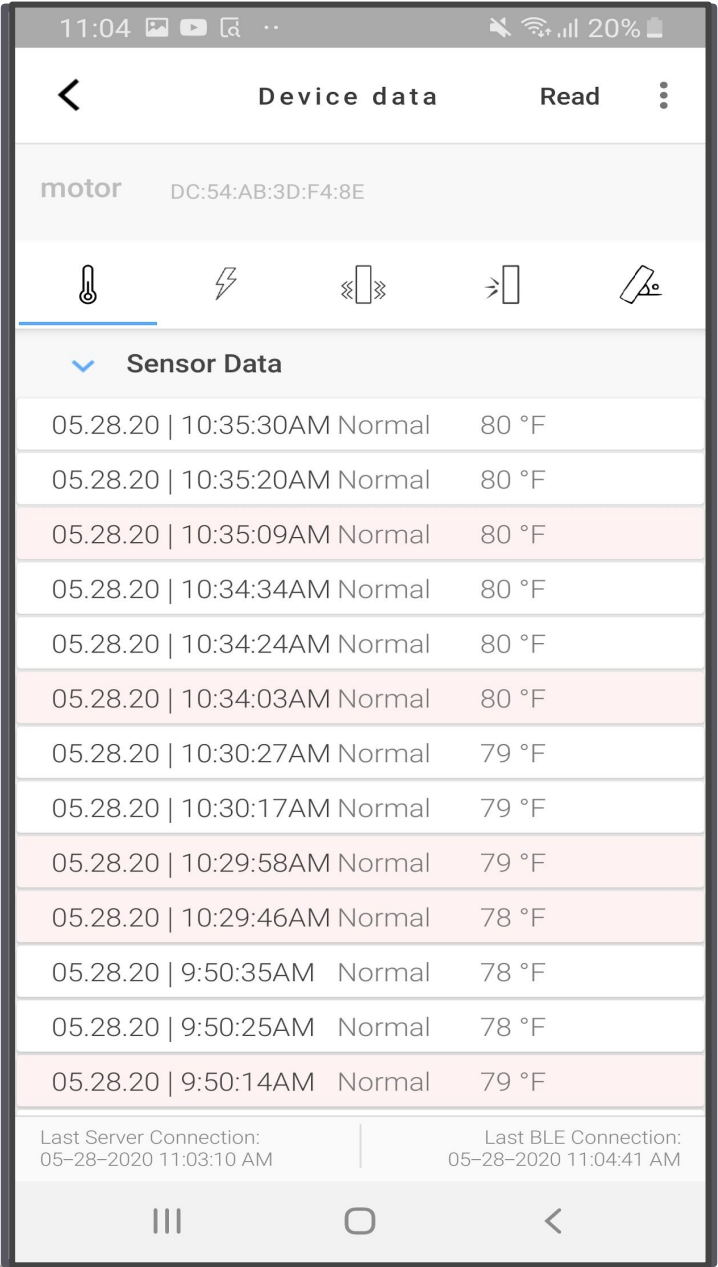 11:04 20%
Device data Read
motor DC:54:AB:3D:F4:8E
Sensor Data
05.28.20 | 10:35:30AM Normal 80 °F
05.28.20 | 10:35:20AM Normal 80 °F
05.28.20 | 10:35:09AM Normal 80 °F
05.28.20 | 10:34:34AM Normal 80 °F
05.28.20 | 10:34:24AM Normal 80 °F
05.28.20 | 10:34:03AM Normal 80 °F
05.28.20 | 10:30:27AM Normal 79 °F
05.28.20 | 10:30:17AM Normal 79 °F
05.28.20 | 10:29:58AM Normal 79 °F
05.28.20 | 10:29:46AM Normal 78 °F
05.28.20 | 9:50:35AM Normal 78 °F
05.28.20 | 9:50:25AM Normal 78 °F
05.28.20 | 9:50:14AM Normal 79 °F
Last Server Connection:
05–28–2020 11:03:10 AM
Last BLE Connection:
05–28–2020 11:04:41 AM